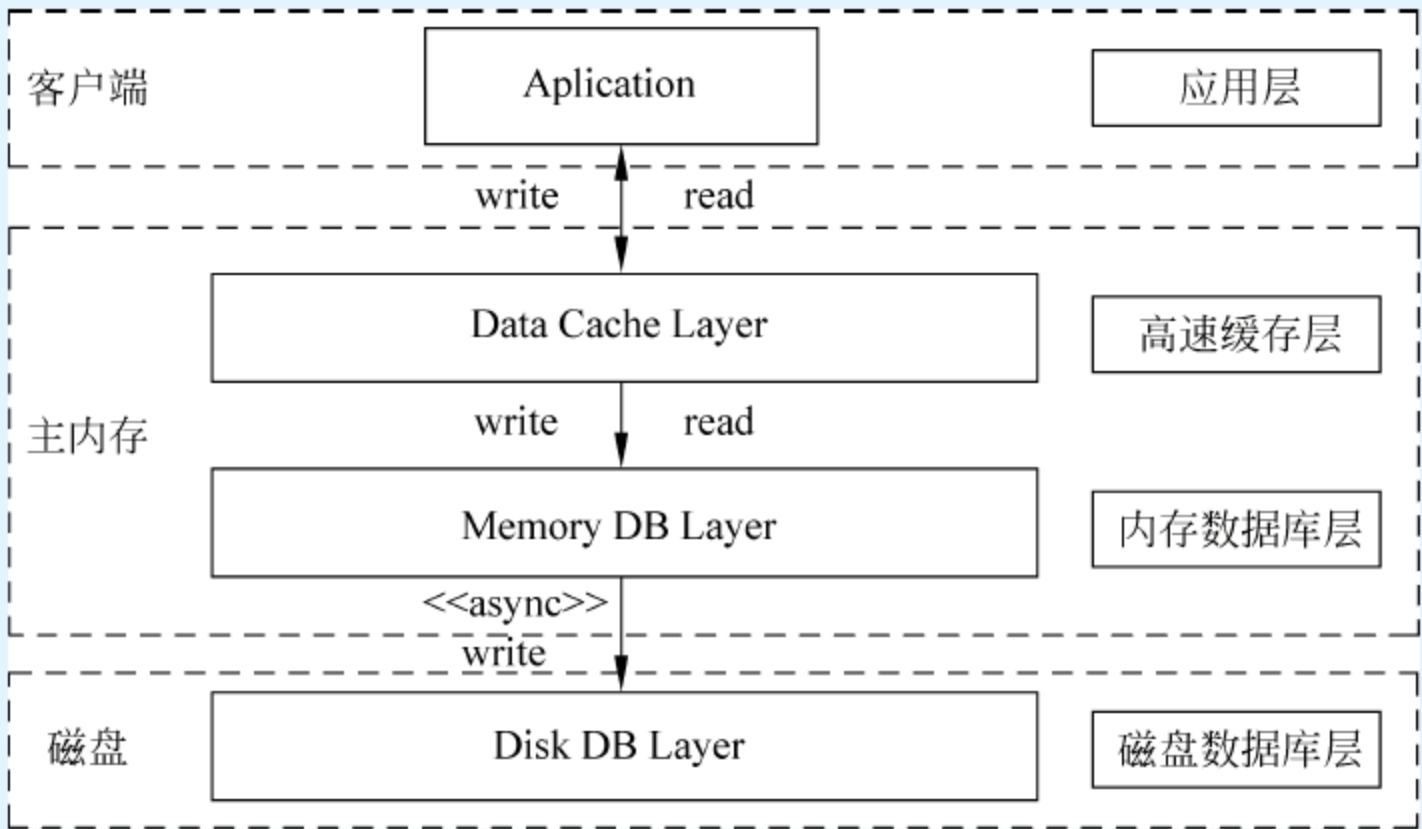 客户端
Aplication
应用层
write read
Data Cache Layer
高速缓存层
主内存
write read
Memory DB Layer
内存数据库层
<<async>>
write
磁盘
Disk DB Layer
磁盘数据库层